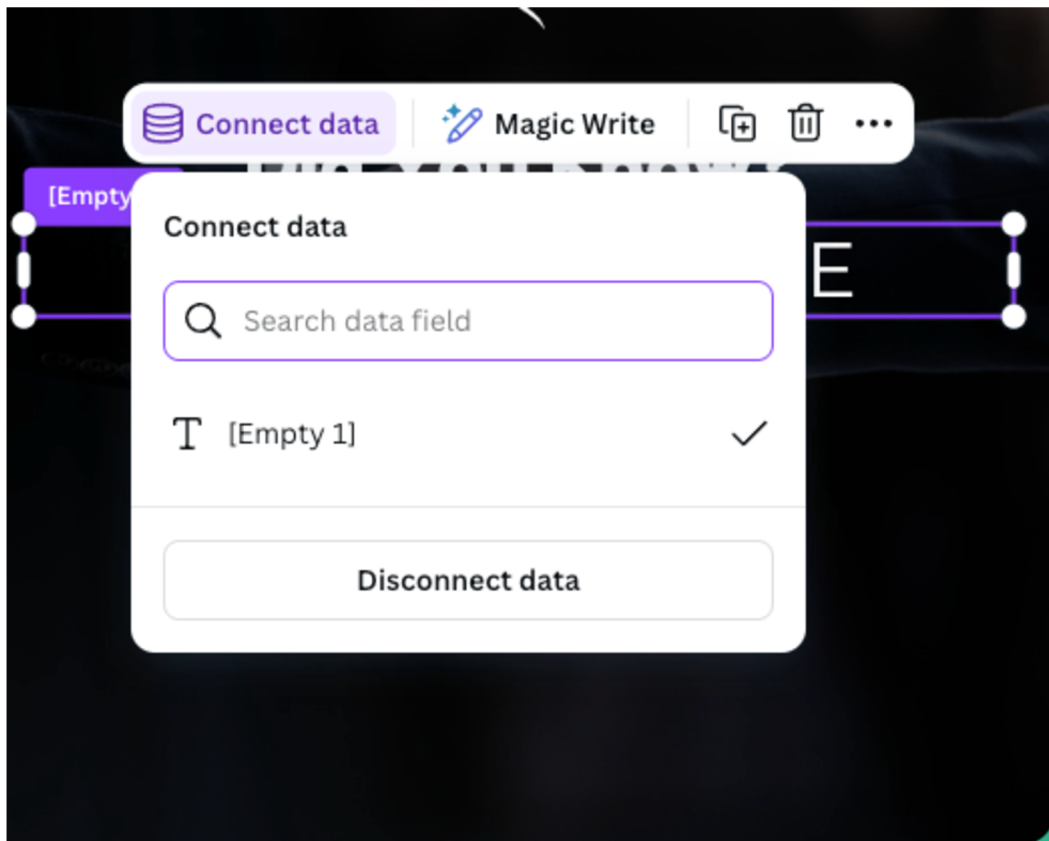 Connect data
Magic Write
[Empty
Connect data
Search data field
E
[Empty 1]
Disconnect data